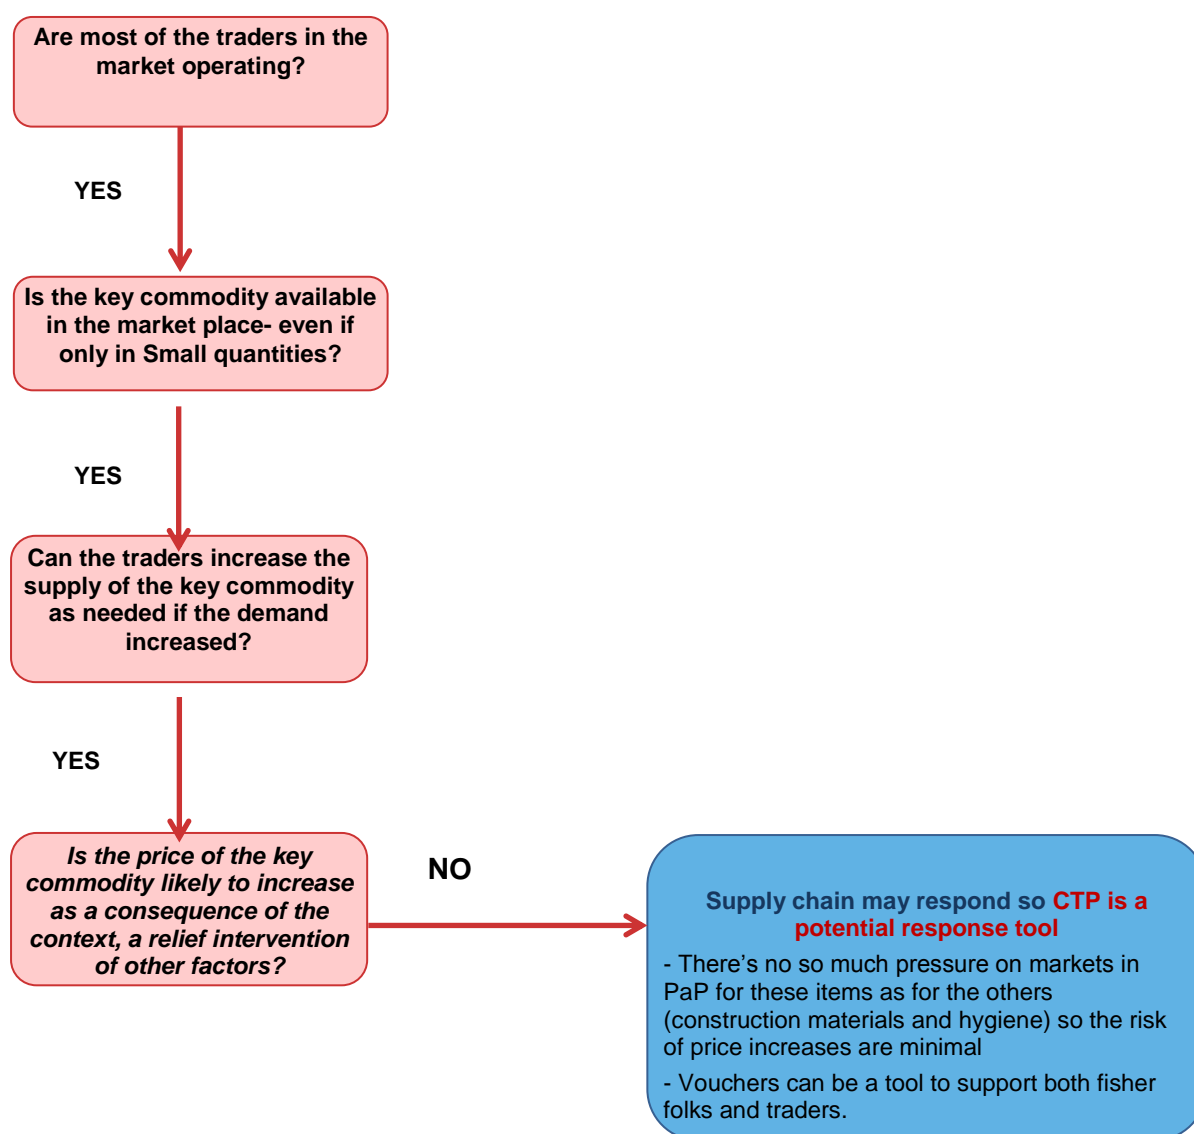 Are most of the traders in the
market operating?
YES
Is the key commodity available
in the market place- even if
only in Small quantities?
YES
Can the traders increase the
supply of the key commodity
as needed if the demand
increased?
YES
Is the price of the key
commodity likely to increase
as a consequence of the
context, a relief intervention
of other factors?
NO
Supply chain may respond so CTP is a
potential response tool
- There’s no so much pressure on markets in
PaP for these items as for the others
(construction materials and hygiene) so the risk
of price increases are minimal
- Vouchers can be a tool to support both fisher
folks and traders.